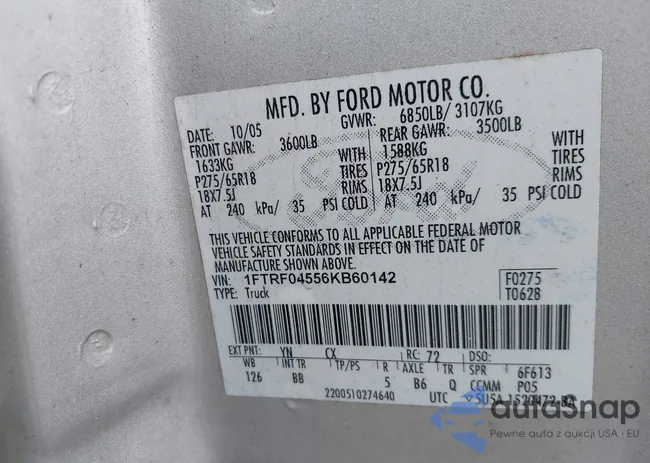 MFD. BY FORD MOTOR CO.
DATE: 10/05 GVWR: 6850LB/ 3107KG
FRONT GAWR: 3600LB REAR GAWR: 3500LB
1633KG WITH 1588KG WITH
P275/65R18 TIRES P275/65R18 TIRES
18X7.5J RIMS 18X7.5J RIMS
AT 240 kPa/ 35 PSI COLD AT 240 kPa/ 35 PSI COLD
THIS VEHICLE CONFORMS TO ALL APPLICABLE FEDERAL MOTOR
VEHICLE SAFETY STANDARDS IN EFFECT ON THE DATE OF
MANUFACTURE SHOWN ABOVE.
VIN: 1FTRF04556KB60142 F0275
TYPE: Truck T0628
EXT PNT: YN CX RC: 72 DSO:
WB INT TR TP/PS R AXLE TR SPR 6F613
126 BB 5 B6 Q CCMM P05
2200510274640 UTC 5U5A-1520472-BA
autoSnap
Pewne auta z aukcji USA i EU